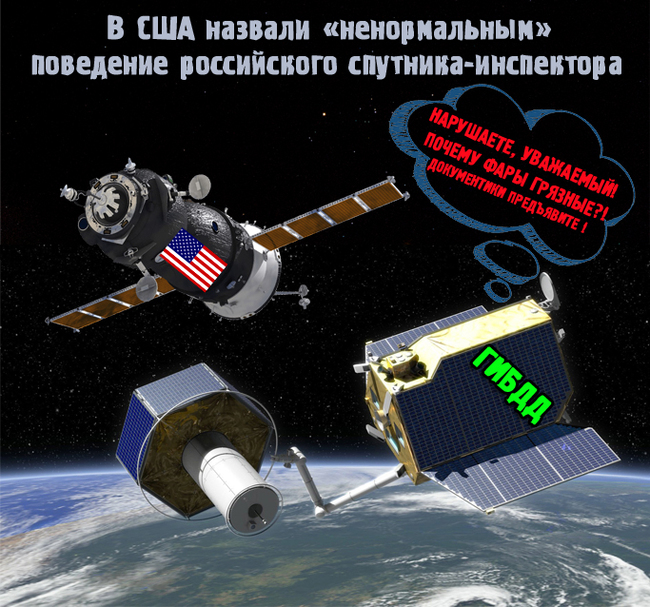 В США назвали «ненормальным»
поведение российского спутника-инспектора
НАРУШАЕТЕ, УВАЖАЕМЫЙ!
ПОЧЕМУ ФАРЫ ГРЯЗНЫЕ?!
ДОКУМЕНТИКИ ПРЕДЪЯВИТЕ !
ГИБДД